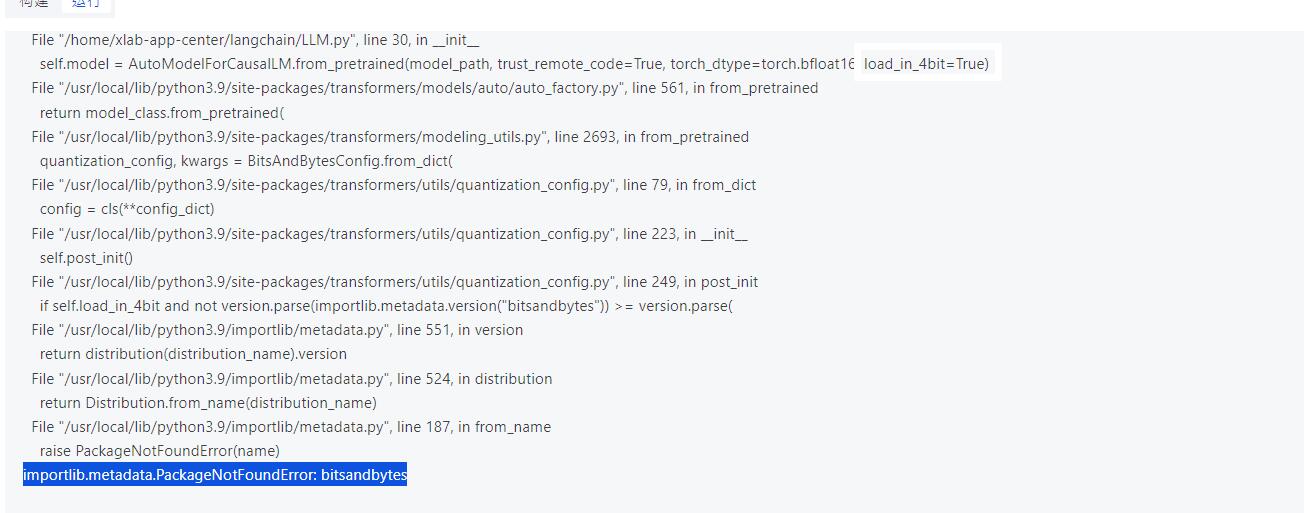 构建 运行
File "/home/xlab-app-center/langchain/LLM.py", line 30, in __init__
self.model = AutoModelForCausalLM.from_pretrained(model_path, trust_remote_code=True, torch_dtype=torch.bfloat16 load_in_4bit=True)
File "/usr/local/lib/python3.9/site-packages/transformers/models/auto/auto_factory.py", line 561, in from_pretrained
return model_class.from_pretrained(
File "/usr/local/lib/python3.9/site-packages/transformers/modeling_utils.py", line 2693, in from_pretrained
quantization_config, kwargs = BitsAndBytesConfig.from_dict(
File "/usr/local/lib/python3.9/site-packages/transformers/utils/quantization_config.py", line 79, in from_dict
config = cls(**config_dict)
File "/usr/local/lib/python3.9/site-packages/transformers/utils/quantization_config.py", line 223, in __init__
self.post_init()
File "/usr/local/lib/python3.9/site-packages/transformers/utils/quantization_config.py", line 249, in post_init
if self.load_in_4bit and not version.parse(importlib.metadata.version("bitsandbytes")) >= version.parse(
File "/usr/local/lib/python3.9/importlib/metadata.py", line 551, in version
return distribution(distribution_name).version
File "/usr/local/lib/python3.9/importlib/metadata.py", line 524, in distribution
return Distribution.from_name(distribution_name)
File "/usr/local/lib/python3.9/importlib/metadata.py", line 187, in from_name
raise PackageNotFoundError(name)
importlib.metadata.PackageNotFoundError: bitsandbytes